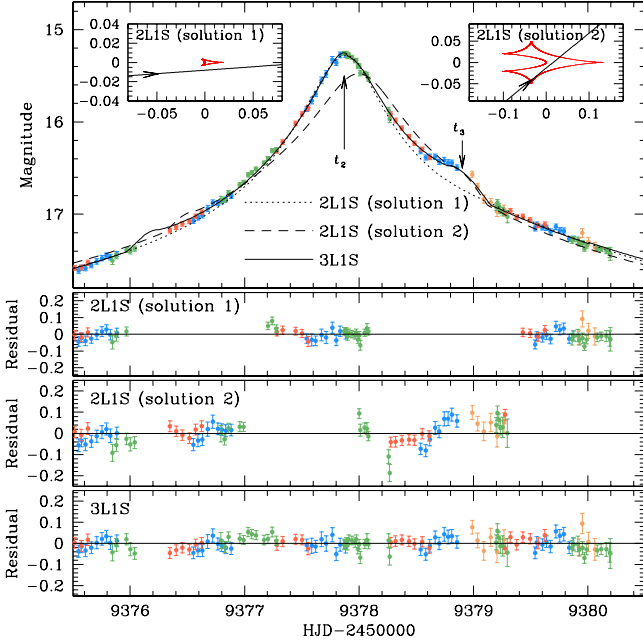 2L1S (solution 1)
0.04
0.02
0
−0.02
−0.04
−0.05
0
0.05
2L1S (solution 2)
0.05
0
−0.05
−0.1
0
0.1
15
16
17
Magnitude
t2
t3
2L1S (solution 1)
2L1S (solution 2)
3L1S
2L1S (solution 1)
0.2
0.1
0
−0.1
Residual
2L1S (solution 2)
0.2
0.1
0
−0.1
−0.2
Residual
3L1S
0.2
0.1
0
−0.1
−0.2
Residual
9376
9377
9378
9379
9380
HJD−2450000